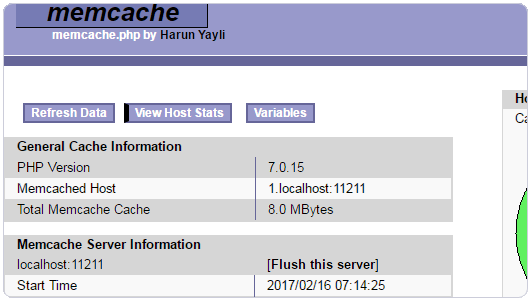 memcache
memcache.php by Harun Yayli
Refresh Data View Host Stats Variables
General Cache Information
PHP Version 7.0.15
Memcached Host 1.localhost:11211
Total Memcache Cache 8.0 MBytes
Memcache Server Information
localhost:11211 [Flush this server]
Start Time 2017/02/16 07:14:25
Ho
Ca